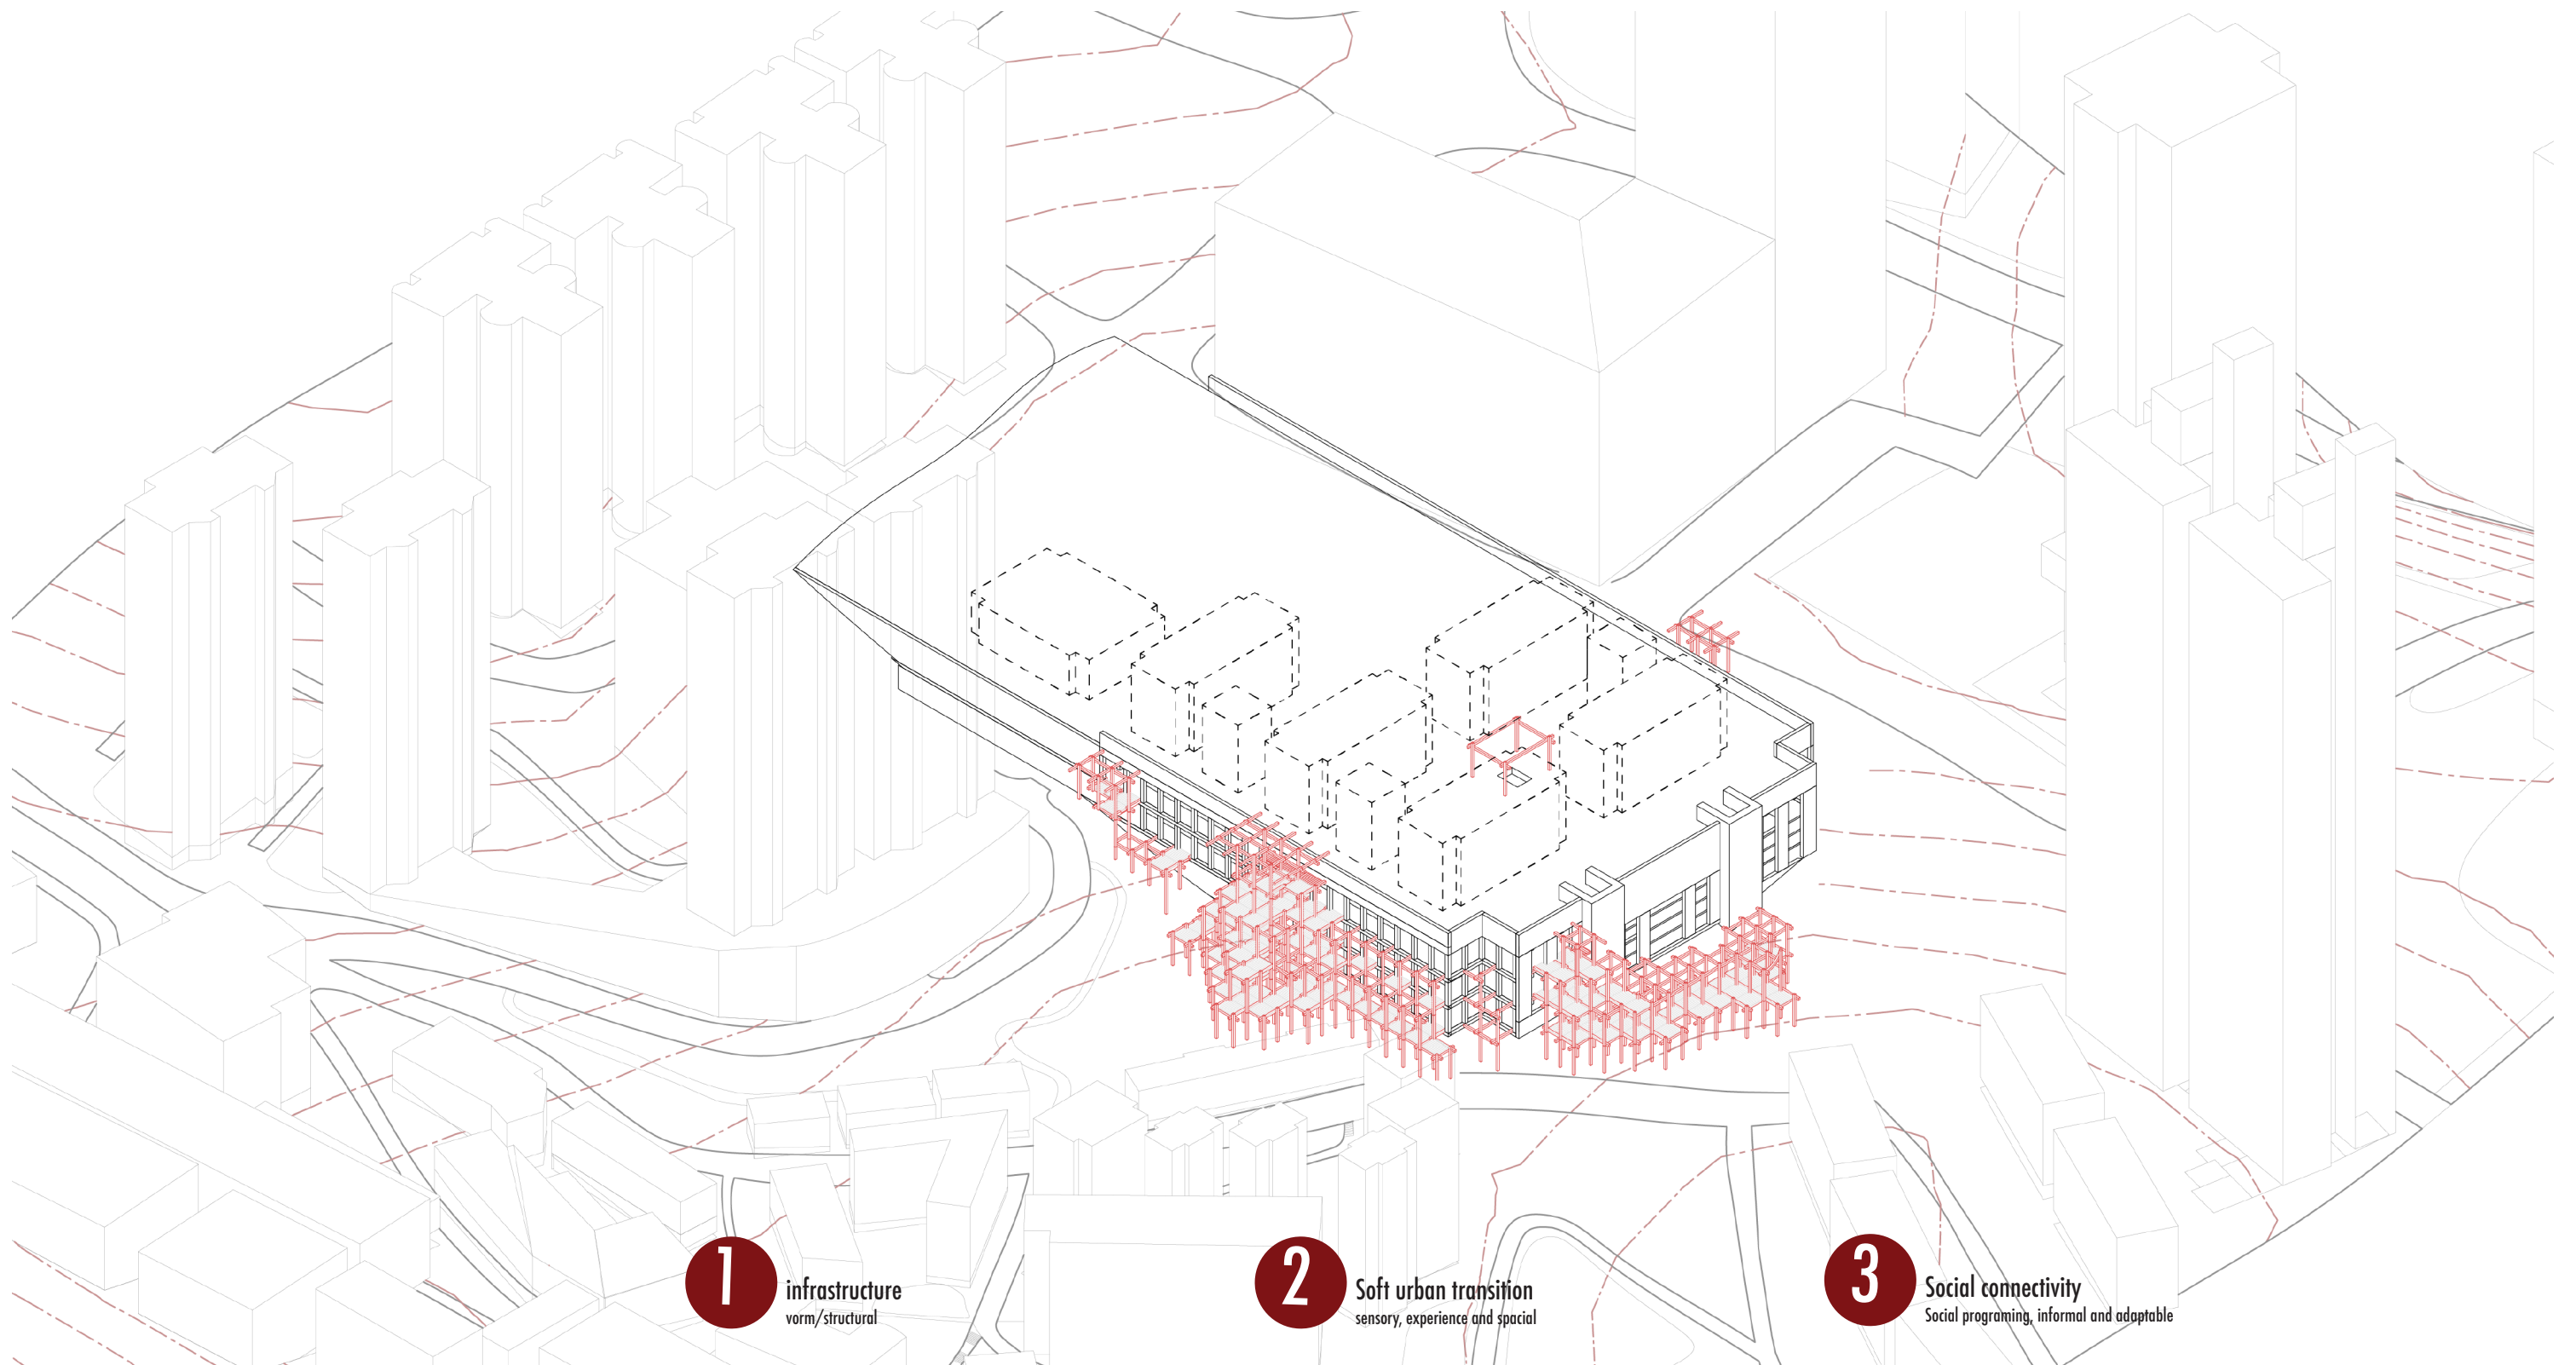 1
infrastructure
vorm/structural
2
Soft urban transition
sensory, experience and spacial
3
Social connectivity
Social programing, informal and adaptable